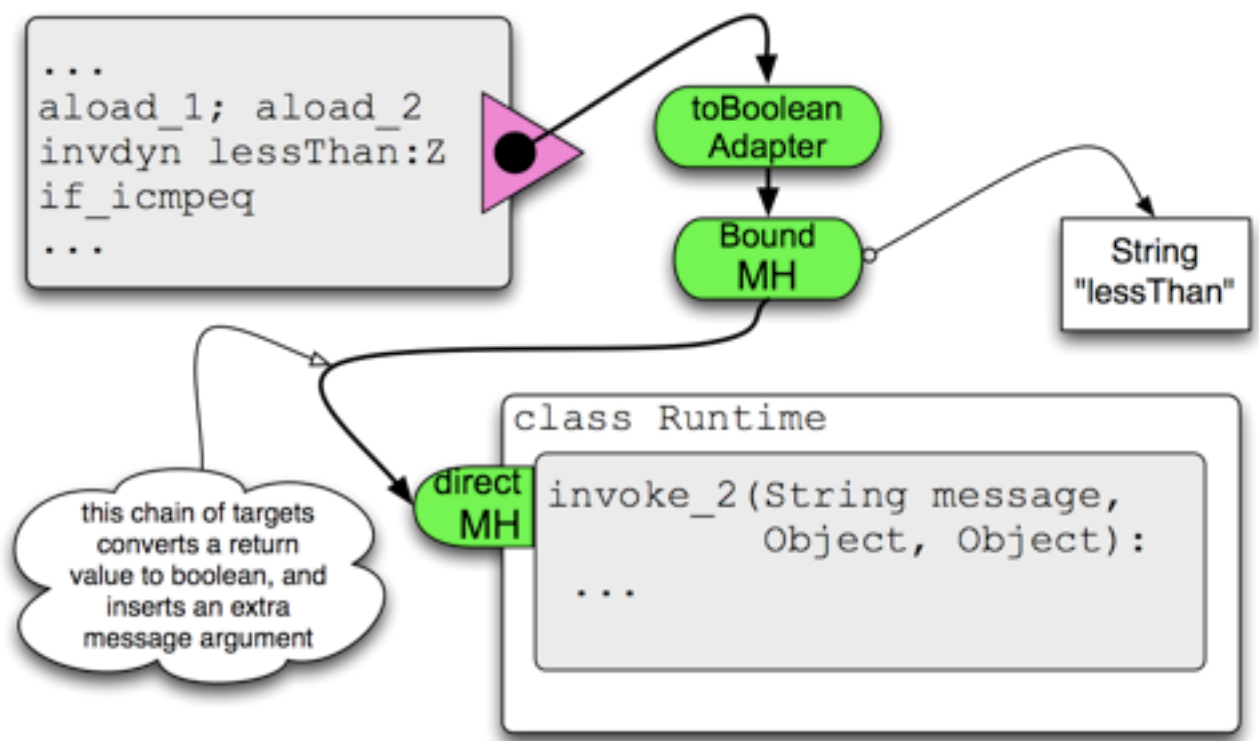 ...
aload_1; aload_2
invdyn lessThan:Z
if_icmpeq
...
toBoolean
Adapter
Bound
MH
String
"lessThan"
this chain of targets
converts a return
value to boolean, and
inserts an extra
message argument
class Runtime
direct
MH
invoke_2(String message,
Object, Object):
...